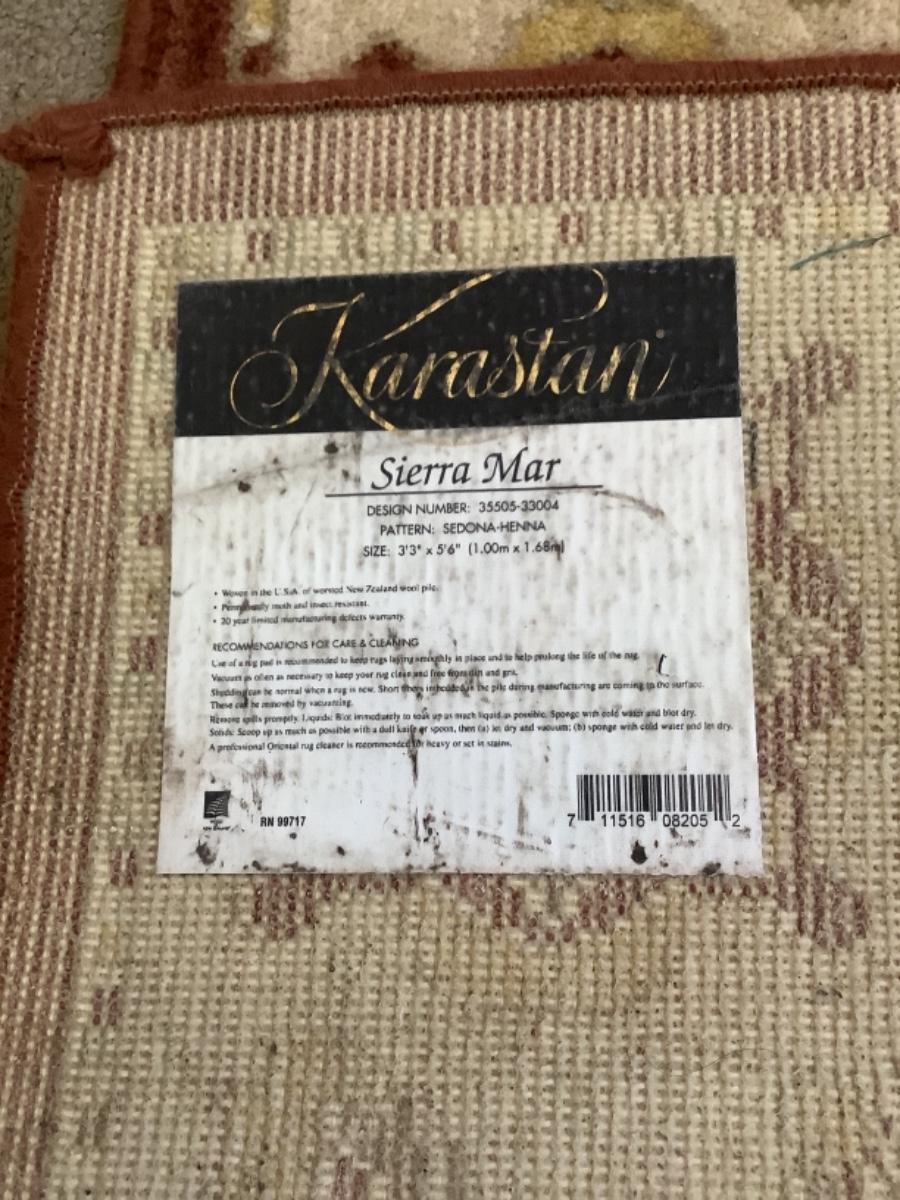 Karastan
Sierra Mar
DESIGN NUMBER: 35505-33004
PATTERN: SEDONA-HENNA
SIZE: 3'3" x 5'6" (1.00m x 1.68m)
• Woven in the U.S.A. of worsted New Zealand wool pile.
• Permanently moth and insect resistant.
• 20 year limited manufacturing defects warranty.
RECOMMENDATIONS FOR CARE & CLEANING
Use of a rug pad is recommended to keep rugs laying smoothly in place and to help prolong the life of the rug.
Vacuum as often as necessary to keep your rug clean and free from dirt and grit.
Shedding can be normal when a rug is new. Short fibers imbedded in the pile during manufacturing are coming to the surface.
These can be removed by vacuuming.
Remove spills promptly. Liquids: Blot immediately to soak up as much liquid as possible. Sponge with cold water and blot dry.
Solids: Scoop up as much as possible with a dull knife or spoon, then (a) let dry and vacuum; (b) sponge with cold water and let dry.
A professional Oriental rug cleaner is recommended for heavy or set in stains.
RN 99717
7 11516 08205 2